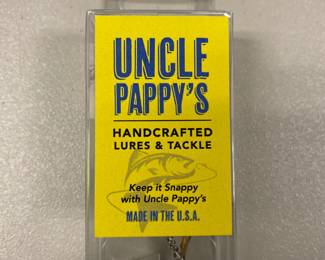 UNCLE
PAPPY'S
HANDCRAFTED
LURES & TACKLE
Keep it Snappy
with Uncle Pappy's
MADE IN THE U.S.A.